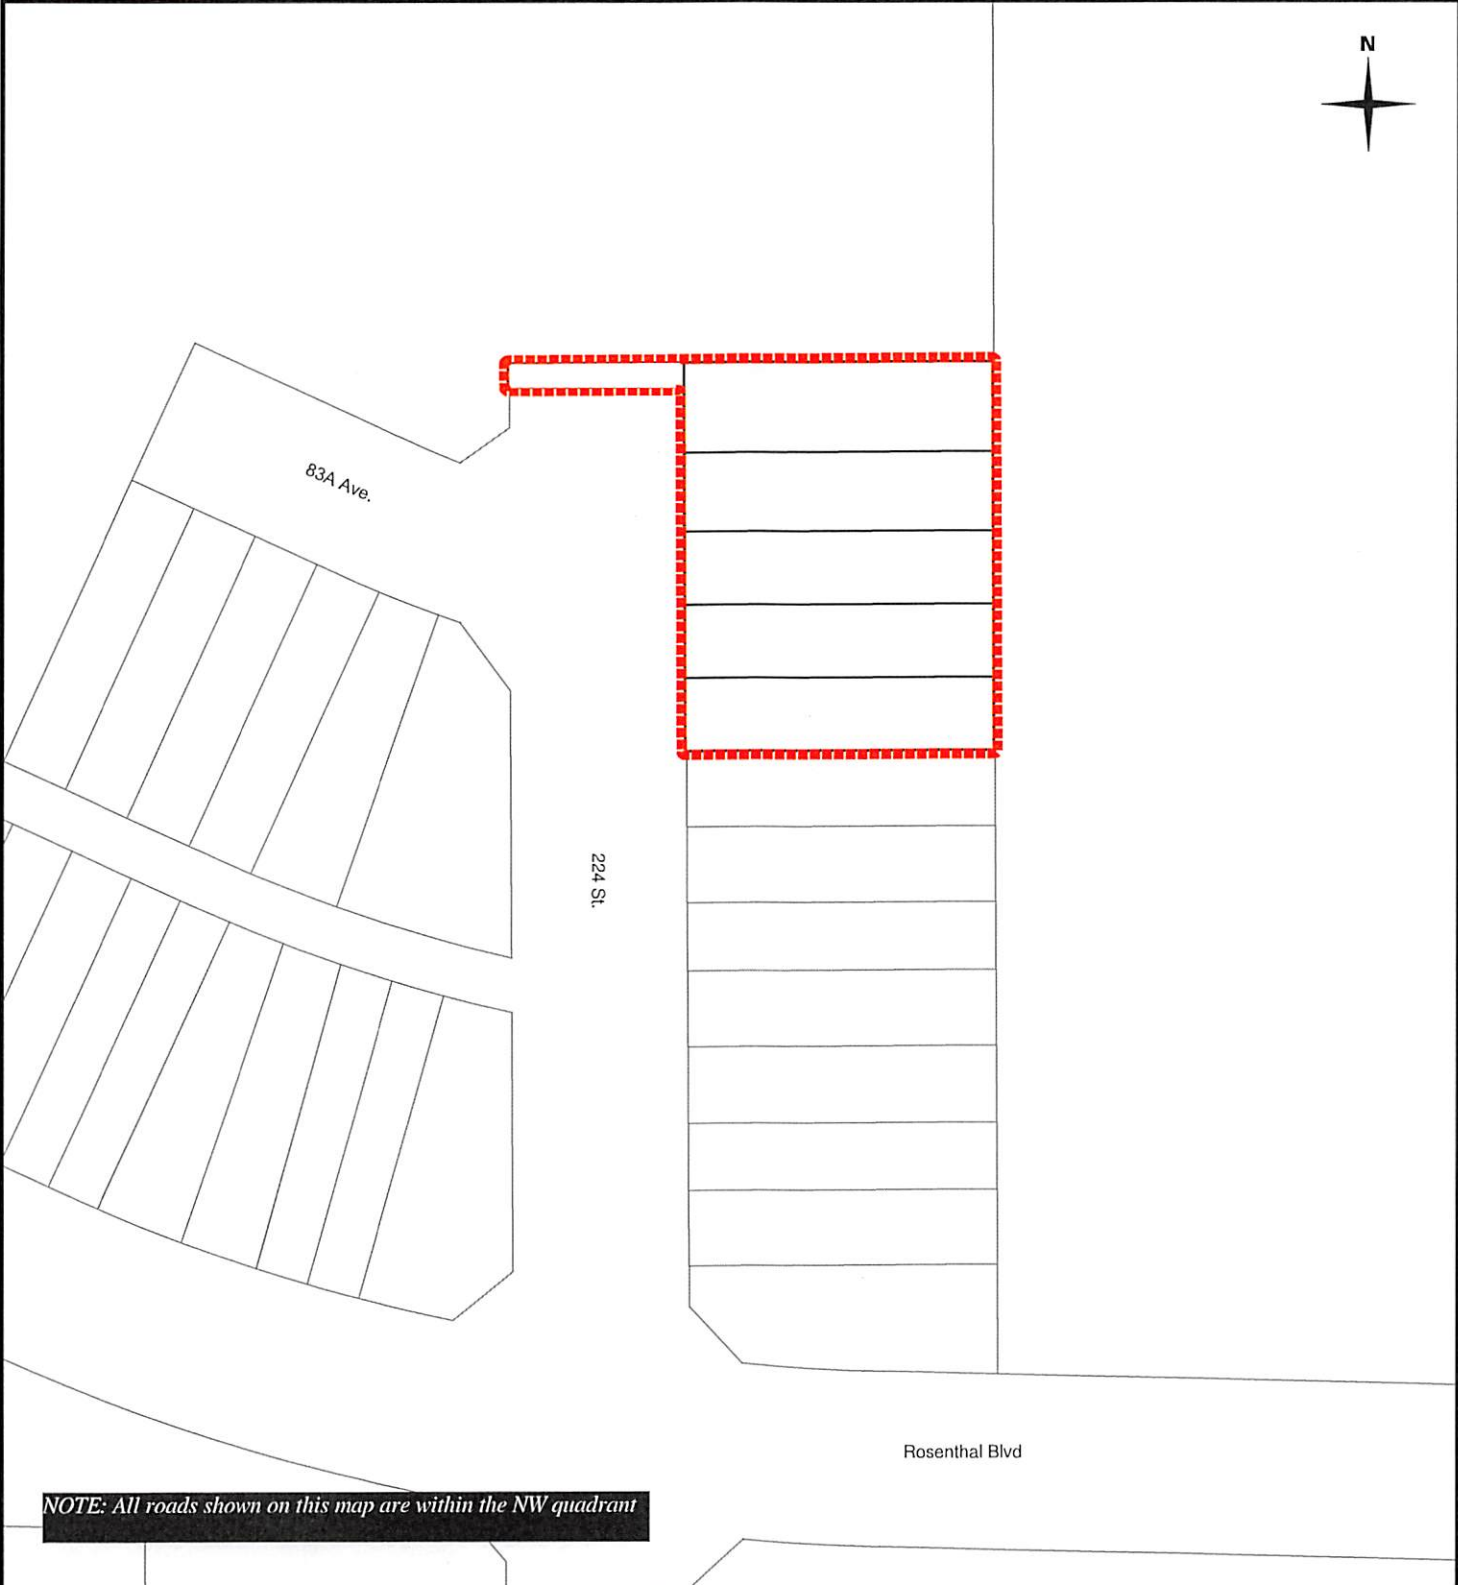 N
83A Ave.
224 St.
Rosenthal Blvd
NOTE: All roads shown on this map are within the NW quadrant